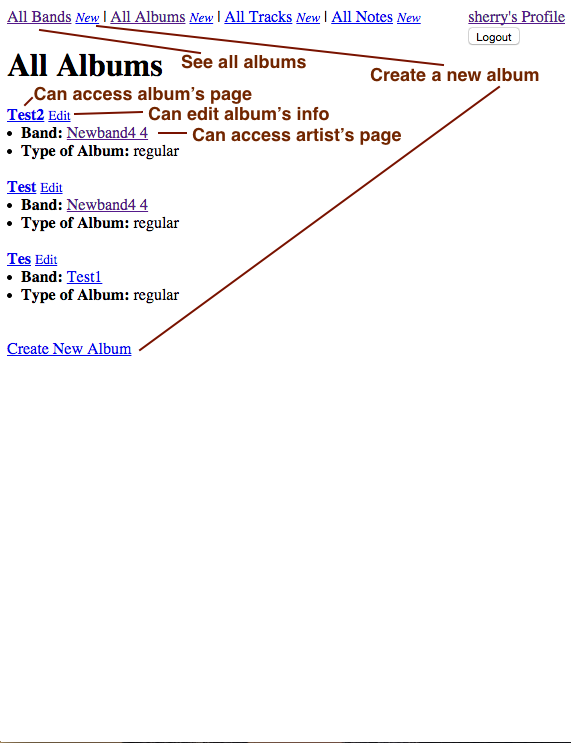 All Bands New | All Albums New | All Tracks New | All Notes New sherry's Profile
Logout
All Albums
See all albums
Create a new album
Can access album's page
Test2 Edit
Can edit album's info
• Band: Newband4 4
Can access artist's page
• Type of Album: regular
Test Edit
• Band: Newband4 4
• Type of Album: regular
Tes Edit
• Band: Test1
• Type of Album: regular
Create New Album